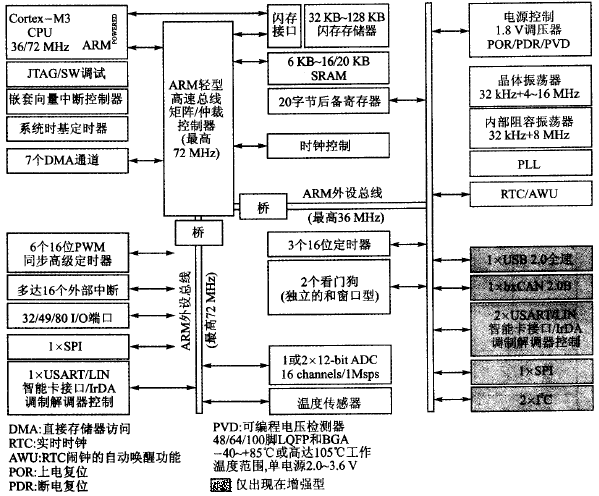 Cortex-M3
CPU
36/72 MHz
ARM
POWERED
JTAG/SW调试
嵌套向量中断控制器
系统时基定时器
7个DMA通道
ARM轻型
高速总线
矩阵/仲裁
控制器
(最高
72 MHz)
闪存
接口
32 KB~128 KB
闪存存储器
6 KB~16/20 KB
SRAM
20字节后备寄存器
时钟控制
电源控制
1.8 V调压器
POR/PDR/PVD
晶体振荡器
32 kHz+4~16 MHz
内部阻容振荡器
32 kHz+8 MHz
PLL
RTC/AWU
ARM外设总线
(最高36 MHz)
桥
桥
ARM外设总线
(最高72 MHz)
6个16位PWM
同步高级定时器
多达16个外部中断
32/49/80 I/O端口
1×SPI
1×USART/LIN
智能卡接口/IrDA
调制解调器控制
3个16位定时器
2个看门狗
(独立的和窗口型)
1或2×12-bit ADC
16 channels/1Msps
温度传感器
1×USB 2.0全速
1×bxCAN 2.0B
2×USART/LIN
智能卡接口/IrDA
调制解调器控制
1×SPI
2×I²C
DMA:直接存储器访问
RTC:实时时钟
AWU:RTC闹钟的自动唤醒功能
POR:上电复位
PDR:断电复位
PVD:可编程电压检测器
48/64/100脚LQFP和BGA
−40~+85℃或高达105℃工作
温度范围,单电源2.0~3.6 V
仅出现在增强型